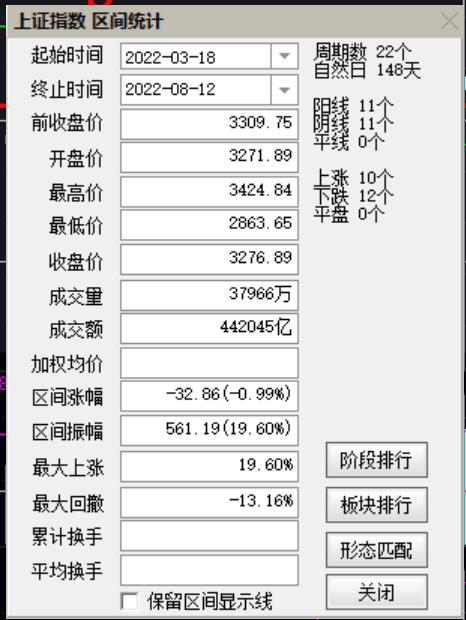 上证指数 区间统计
起始时间 2022-03-18 周期数 22个
自然日 148天
终止时间 2022-08-12
阳线 11个
前收盘价 3309.75 阴线 11个
平线 0个
开盘价 3271.89
上涨 10个
最高价 3424.84 下跌 12个
平盘 0个
最低价 2863.65
收盘价 3276.89
成交量 37966万
成交额 442045亿
加权均价
区间涨幅 -32.86(-0.99%)
区间振幅 561.19(19.60%)
最大上涨 19.60% 阶段排行
最大回撤 -13.16% 板块排行
累计换手
形态匹配
平均换手
关闭
保留区间显示线